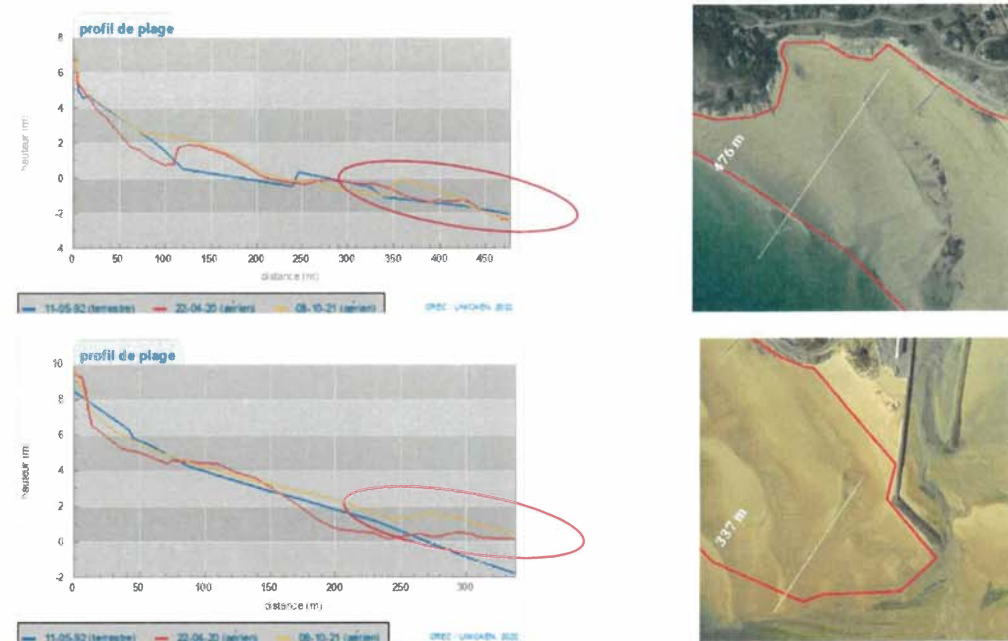 profil de plage
8
6
4
2
0
-2
-4
hauteur (m)
0 50 100 150 200 250 300 350 400 450
distance (m)
11-05-92 (terrestre) 22-04-20 (aérien) 08-10-21 (aérien)
476 m
profil de plage
10
8
6
4
2
0
-2
hauteur (m)
0 50 100 150 200 250 300
distance (m)
11-05-92 (terrestre) 22-04-20 (aérien) 08-10-21 (aérien)
337 m